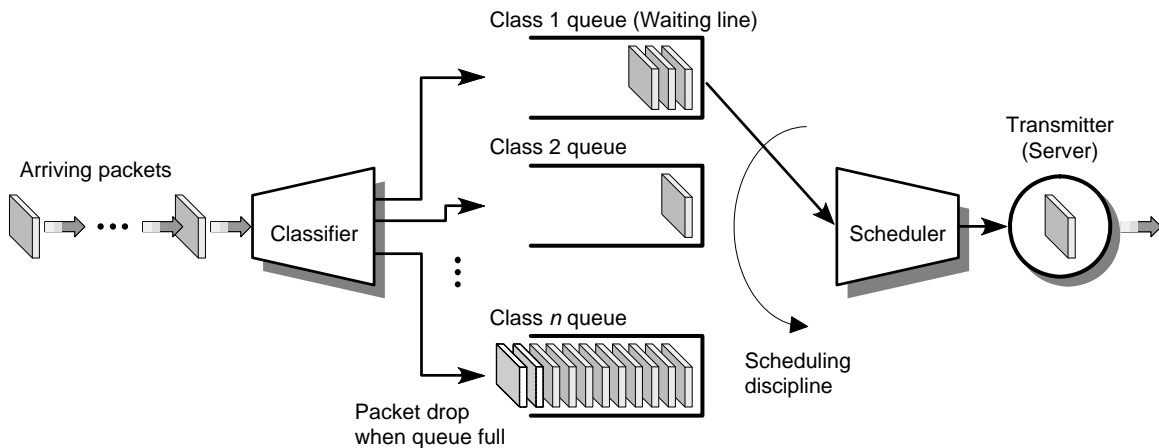 Class 1 queue (Waiting line)
Class 2 queue
Transmitter
(Server)
Arriving packets
Classifier
Scheduler
Class n queue
Scheduling
discipline
Packet drop
when queue full